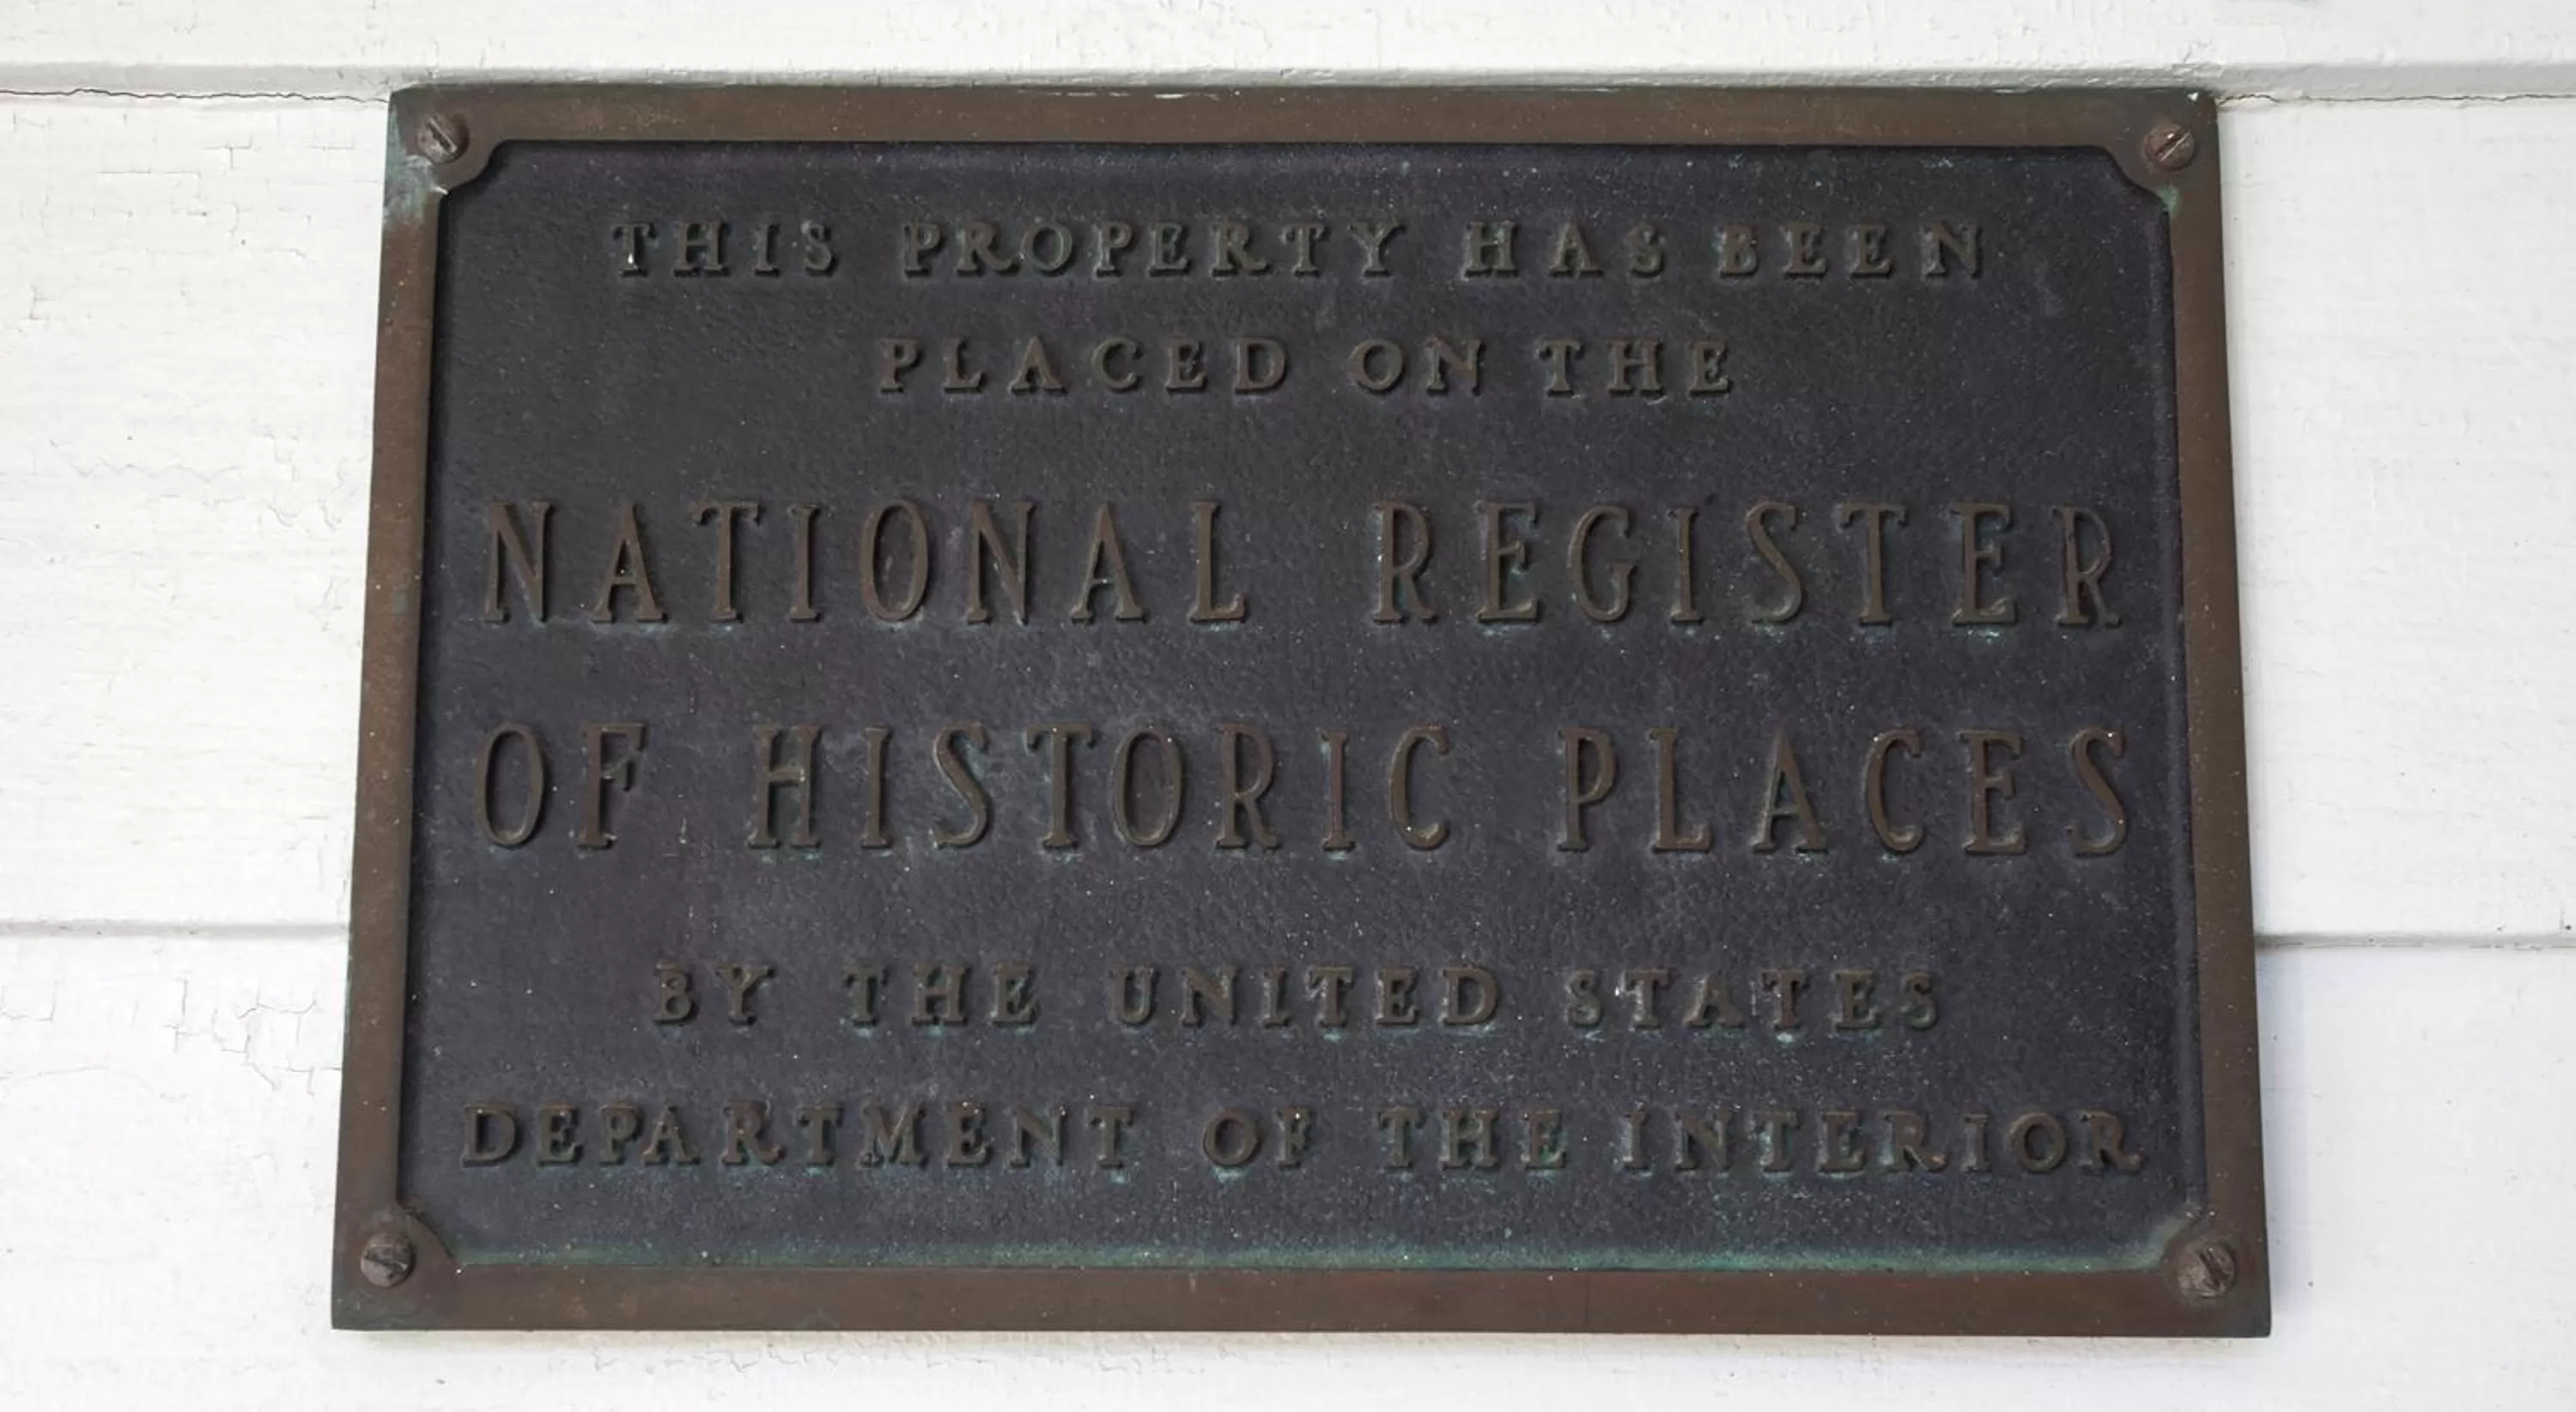 THIS PROPERTY HAS BEEN
PLACED ON THE
NATIONAL REGISTER
OF HISTORIC PLACES
BY THE UNITED STATES
DEPARTMENT OF THE INTERIOR